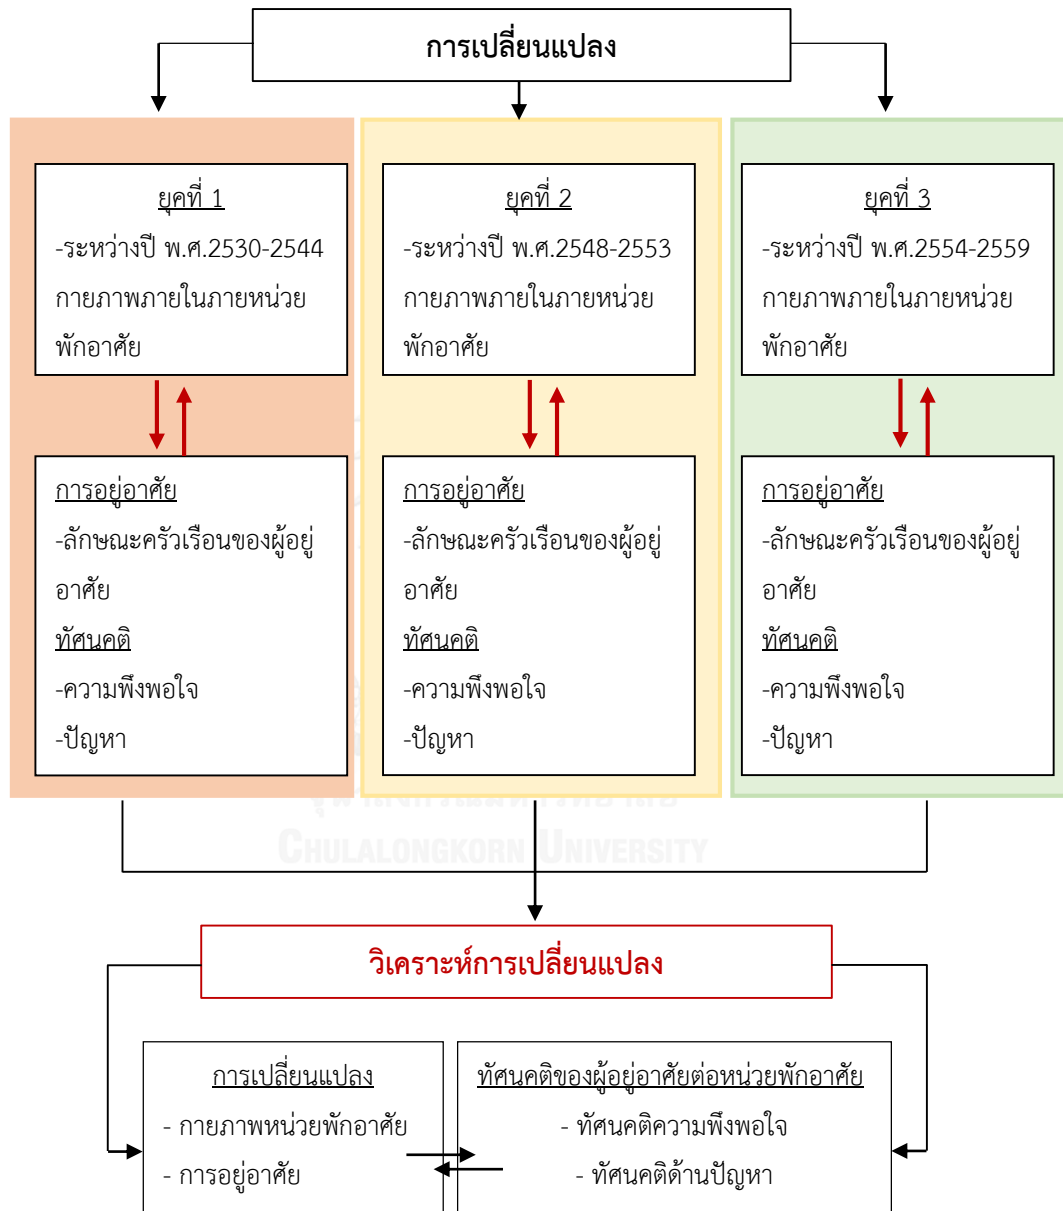 การเปลี่ยนแปลง
ยุคที่ 1
-ระหว่างปี พ.ศ.2530-2544
กายภาพภายในภายหน่วย
พักอาศัย
ยุคที่ 2
-ระหว่างปี พ.ศ.2548-2553
กายภาพภายในภายหน่วย
พักอาศัย
ยุคที่ 3
-ระหว่างปี พ.ศ.2554-2559
กายภาพภายในภายหน่วย
พักอาศัย
การอยู่อาศัย
-ลักษณะครัวเรือนของผู้อยู่
อาศัย
ทัศนคติ
-ความพึงพอใจ
-ปัญหา
การอยู่อาศัย
-ลักษณะครัวเรือนของผู้อยู่
อาศัย
ทัศนคติ
-ความพึงพอใจ
-ปัญหา
การอยู่อาศัย
-ลักษณะครัวเรือนของผู้อยู่
อาศัย
ทัศนคติ
-ความพึงพอใจ
-ปัญหา
CHULALONGKORN UNIVERSITY
วิเคราะห์การเปลี่ยนแปลง
การเปลี่ยนแปลง
- กายภาพหน่วยพักอาศัย
- การอยู่อาศัย
ทัศนคติของผู้อยู่อาศัยต่อหน่วยพักอาศัย
- ทัศนคติความพึงพอใจ
- ทัศนคติด้านปัญหา